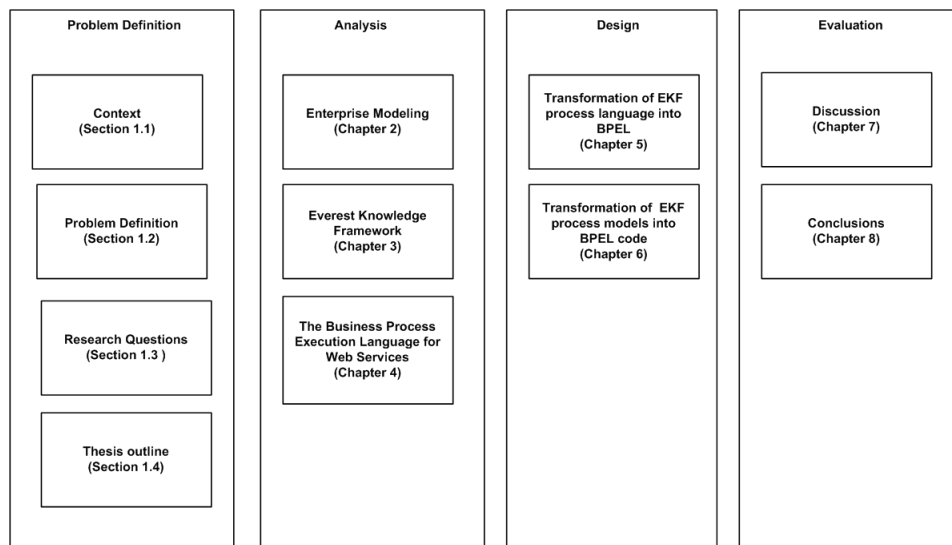 Problem Definition
Context
(Section 1.1)
Problem Definition
(Section 1.2)
Research Questions
(Section 1.3 )
Thesis outline
(Section 1.4)
Analysis
Enterprise Modeling
(Chapter 2)
Everest Knowledge
Framework
(Chapter 3)
The Business Process
Execution Language for
Web Services
(Chapter 4)
Design
Transformation of EKF
process language into
BPEL
(Chapter 5)
Transformation of EKF
process models into
BPEL code
(Chapter 6)
Evaluation
Discussion
(Chapter 7)
Conclusions
(Chapter 8)